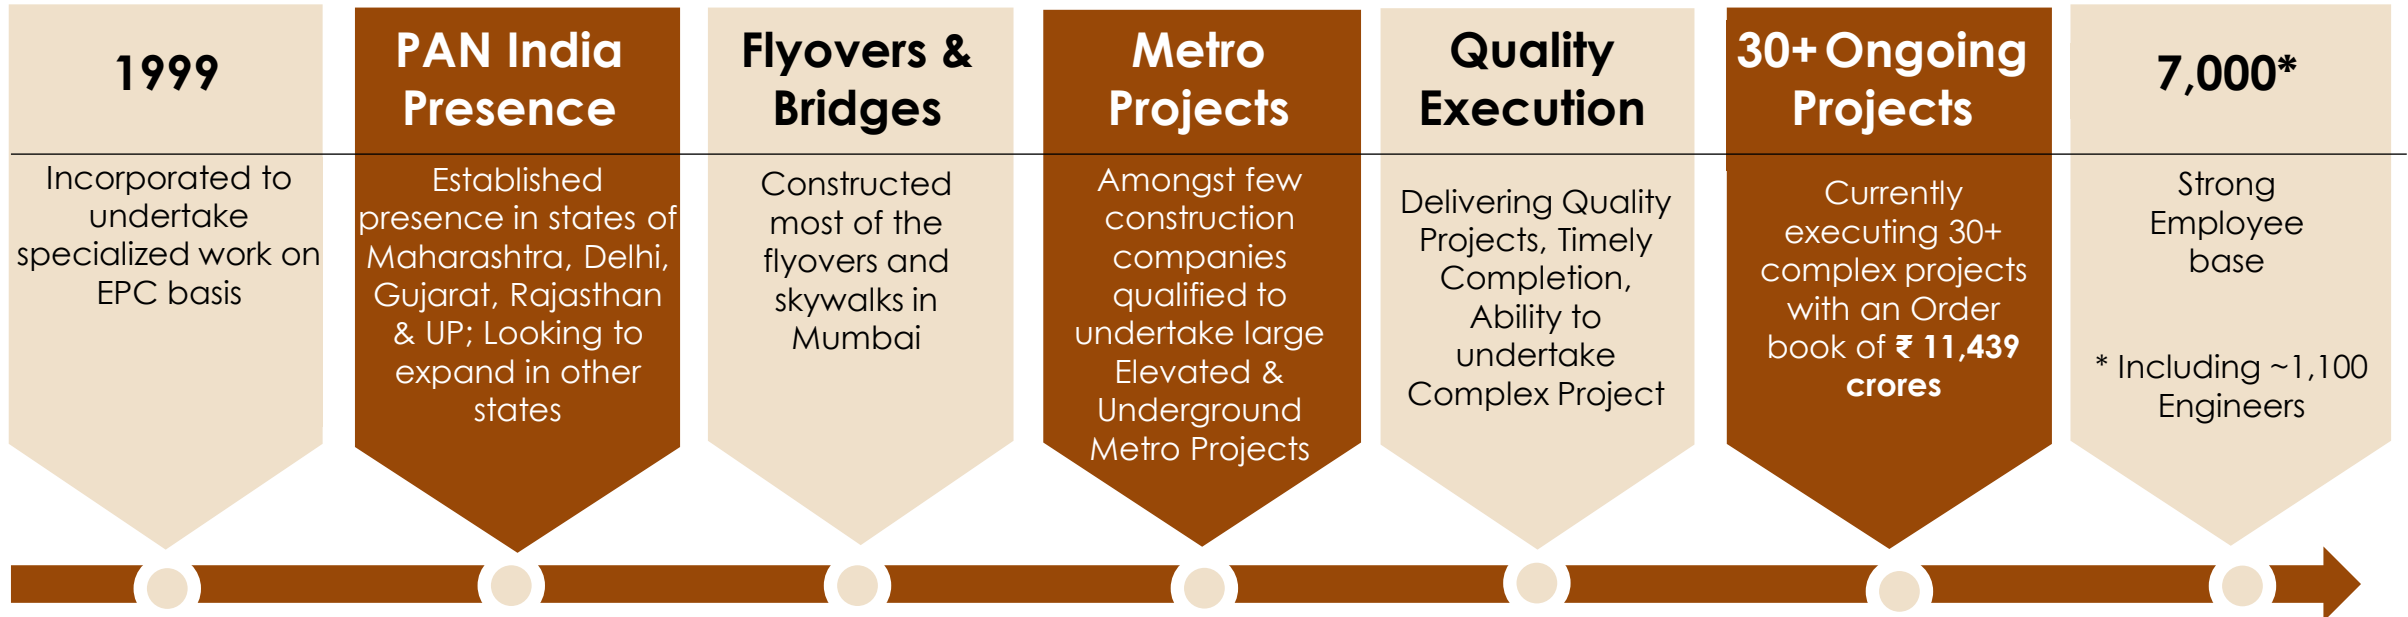 1999
Incorporated to
undertake
specialized work on
EPC basis
PAN India
Presence
Established
presence in states of
Maharashtra, Delhi,
Gujarat, Rajasthan
& UP; Looking to
expand in other
states
Flyovers &
Bridges
Constructed
most of the
flyovers and
skywalks in
Mumbai
Metro
Projects
Amongst few
construction
companies
qualified to
undertake large
Elevated &
Underground
Metro Projects
Quality
Execution
Delivering Quality
Projects, Timely
Completion,
Ability to
undertake
Complex Project
30+ Ongoing
Projects
Currently
executing 30+
complex projects
with an Order
book of ₹ 11,439
crores
7,000*
Strong
Employee
base
* Including ~1,100
Engineers